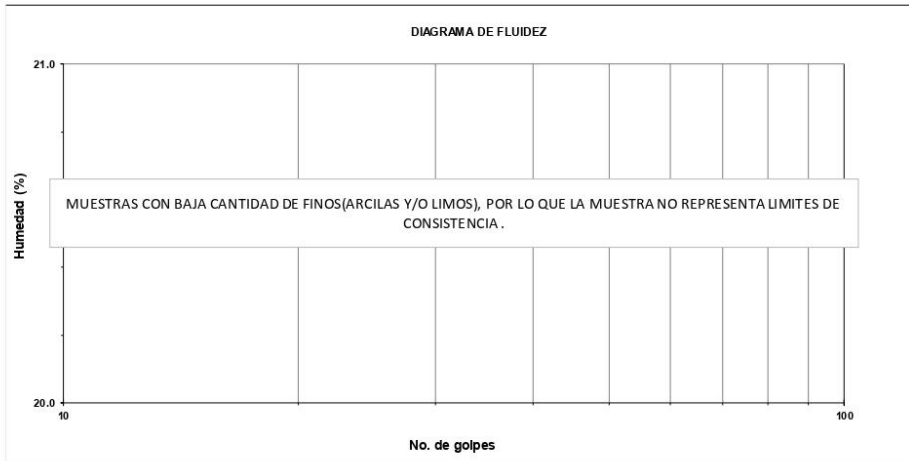 DIAGRAMA DE FLUIDEZ
21.0
Humedad (%)
MUESTRAS CON BAJA CANTIDAD DE FINOS(ARCILAS Y/O LIMOS), POR LO QUE LA MUESTRA NO REPRESENTA LIMITES DE
CONSISTENCIA .
20.0
10
100
No. de golpes